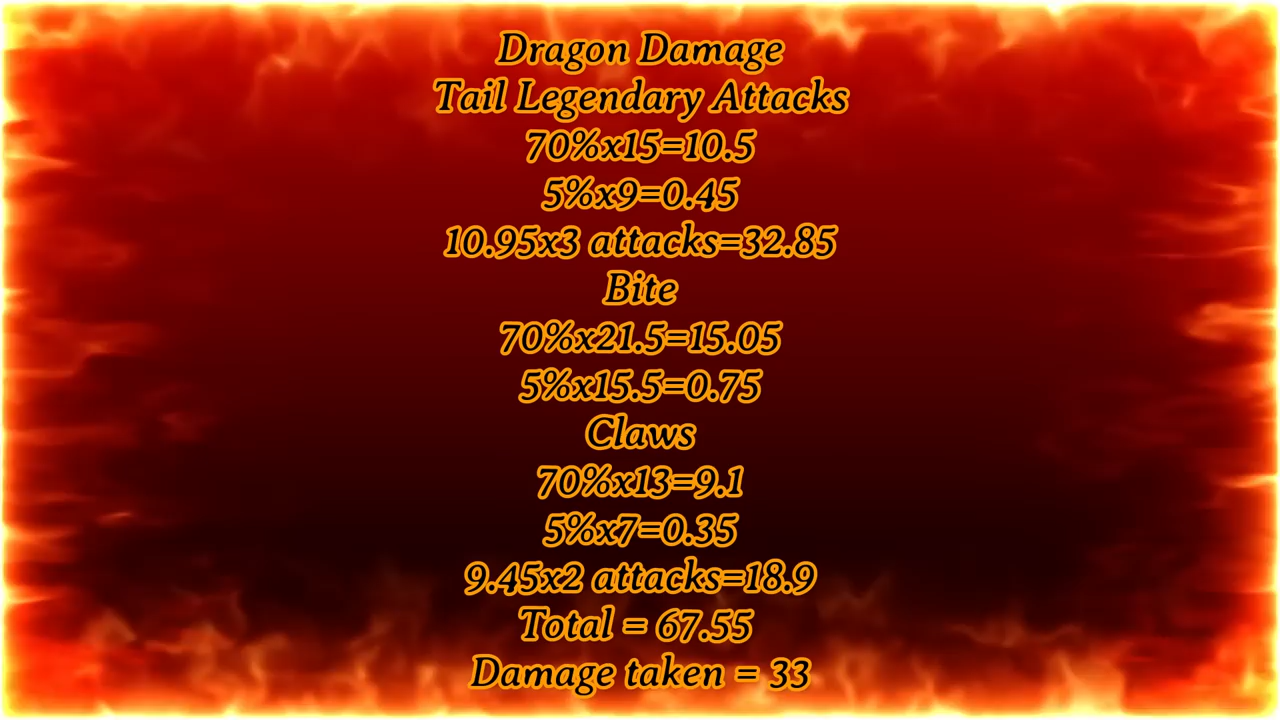 Dragon Damage
Tail Legendary Attacks
70%x15=10.5
5%x9=0.45
10.95x3 attacks=32.85
Bite
70%x21.5=15.05
5%x15.5=0.75
Claws
70%x13=9.1
5%x7=0.35
9.45x2 attacks=18.9
Total = 67.55
Damage taken = 33